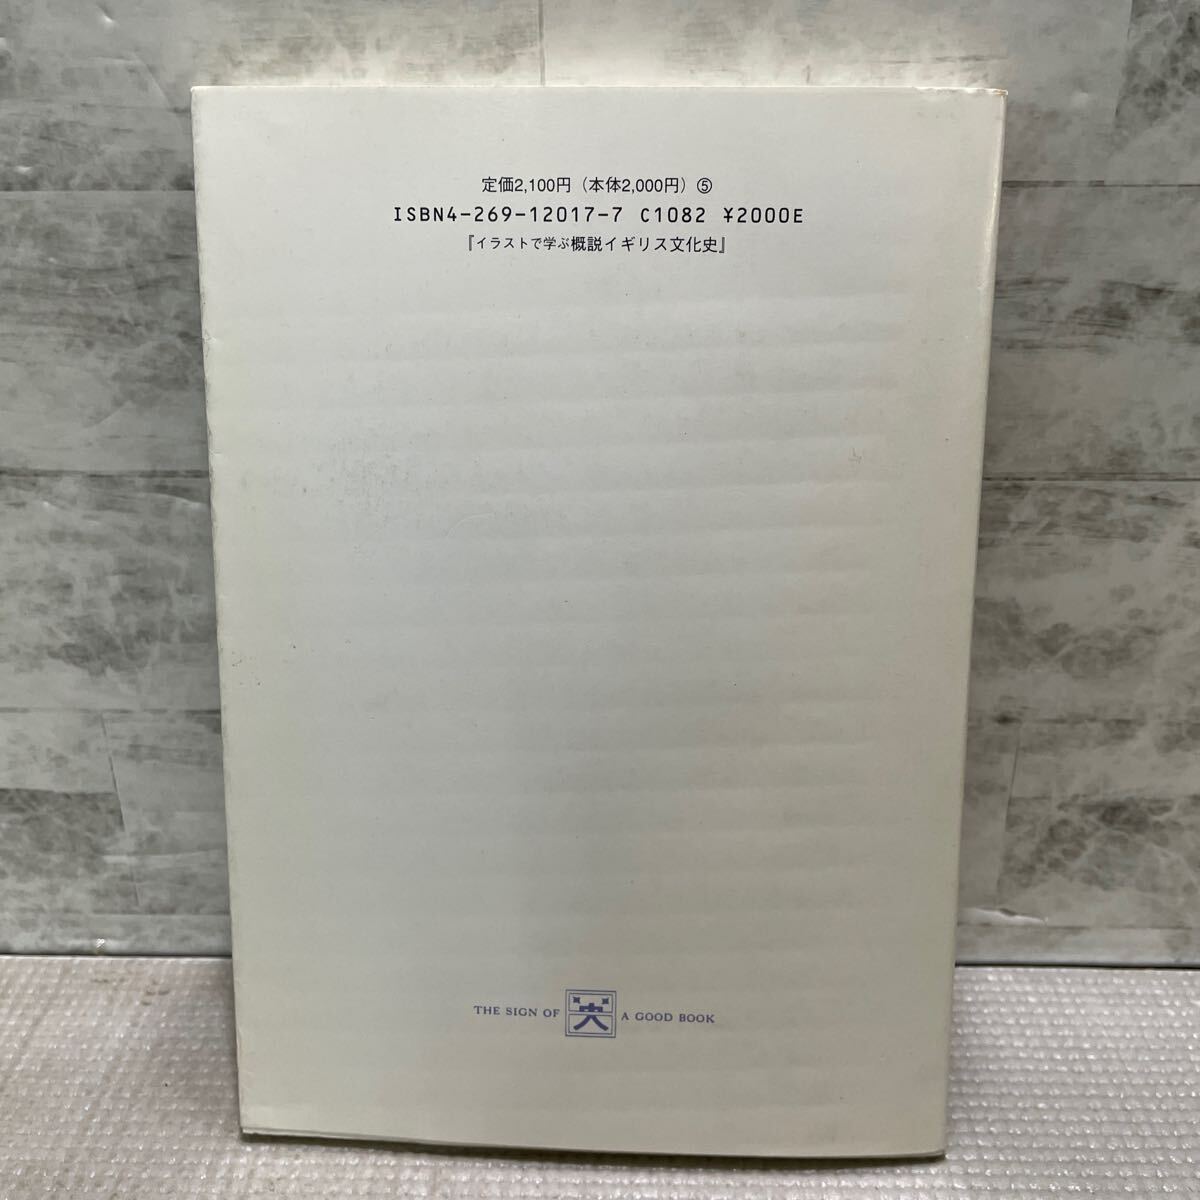 定価2,100円（本体2,000円）⑤
ISBN4-269-12017-7 C1082 ¥2000E
『イラストで学ぶ概説イギリス文化史』
THE SIGN OF 英 A GOOD BOOK